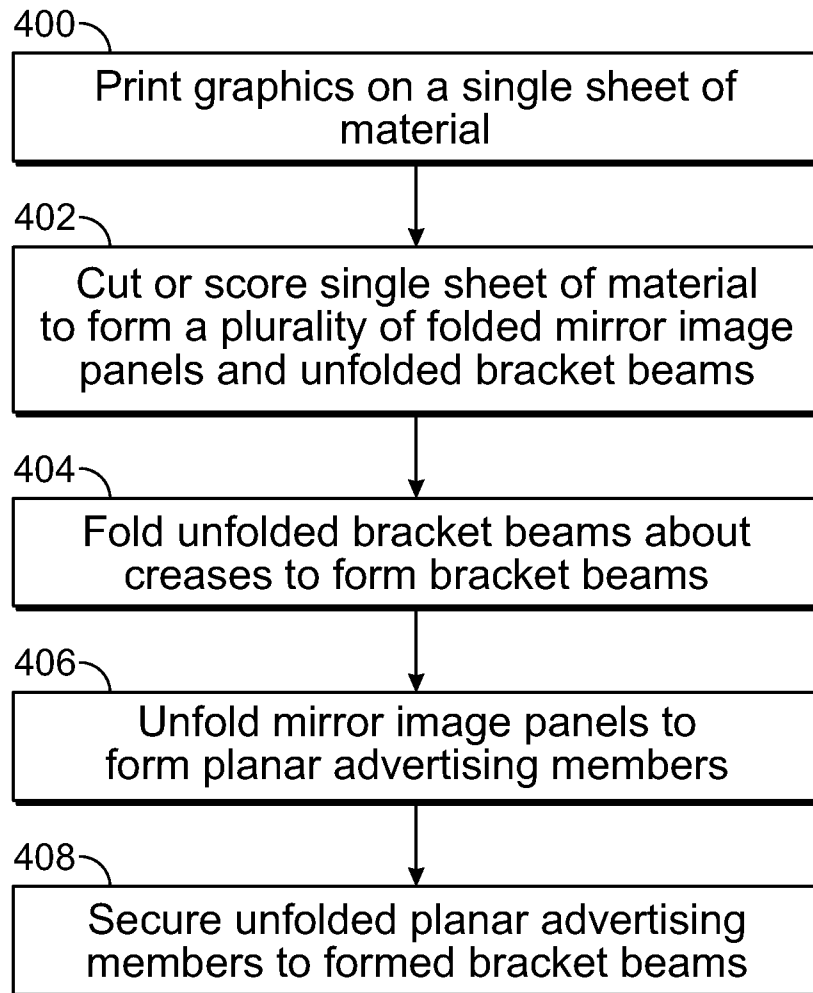 400
Print graphics on a single sheet of
material
402
Cut or score single sheet of material
to form a plurality of folded mirror image
panels and unfolded bracket beams
404
Fold unfolded bracket beams about
creases to form bracket beams
406
Unfold mirror image panels to
form planar advertising members
408
Secure unfolded planar advertising
members to formed bracket beams